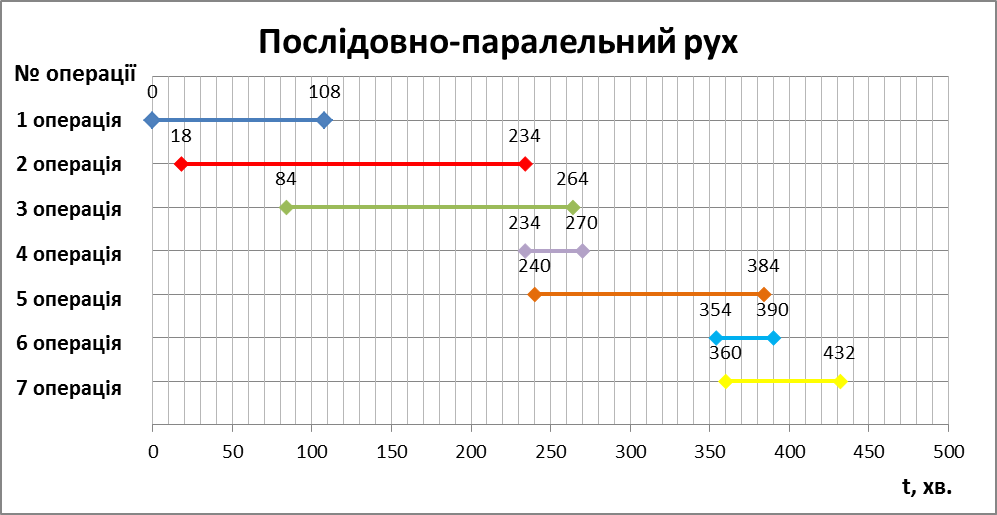 Послідовно-паралельний рух
№ операції
0 108
1 операція
18 234
2 операція
84 264
3 операція
234 270
4 операція
240 384
5 операція
354 390
6 операція
360 432
7 операція
0 50 100 150 200 250 300 350 400 450 500
t, хв.